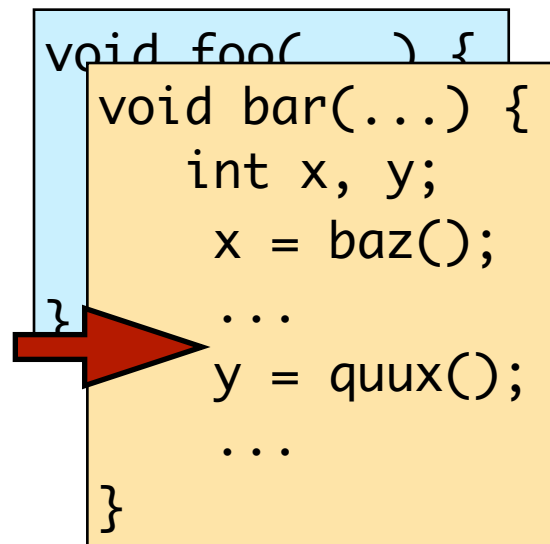 void foo(...) {
void bar(...) {
int x, y;
x = baz();
...
}
y = quux();
...
}